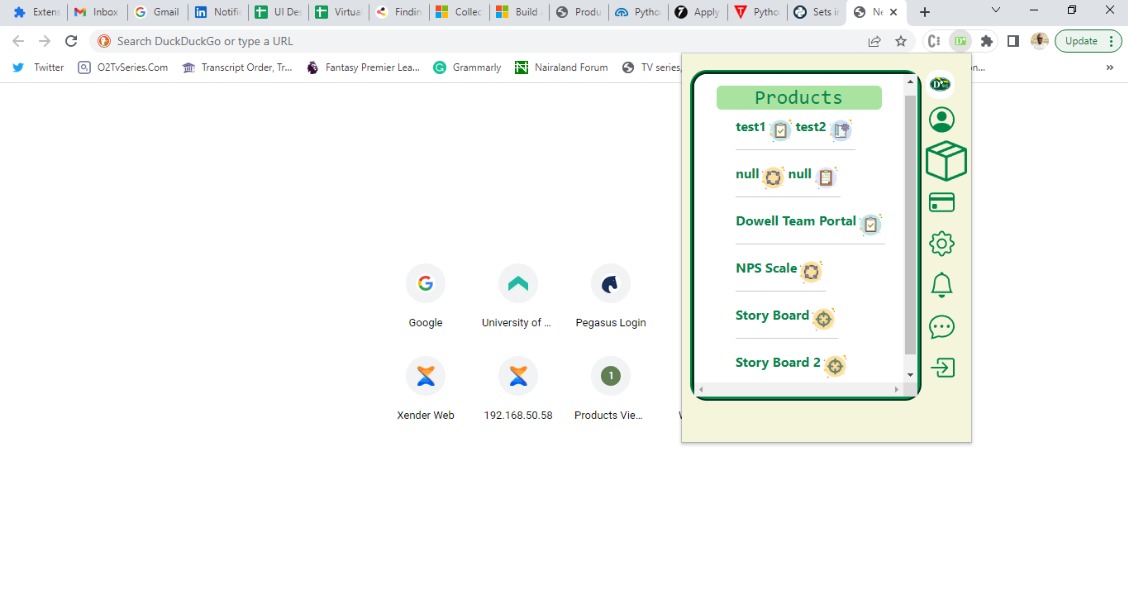 Extens
Inbox
Gmail
Notific
UI Des
Virtua
Findin
Collec
Build
Produ
Pytho
Apply
Pytho
Sets in
Ne
Search DuckDuckGo or type a URL
Update
Twitter
O2TvSeries.Com
Transcript Order, Tr...
Fantasy Premier Lea...
Grammarly
Nairaland Forum
TV series,
on...
Products
test1 test2
null null
Dowell Team Portal
NPS Scale
Story Board
Story Board 2
Google
University of ...
Pegasus Login
Xender Web
192.168.50.58
1
Products Vie...